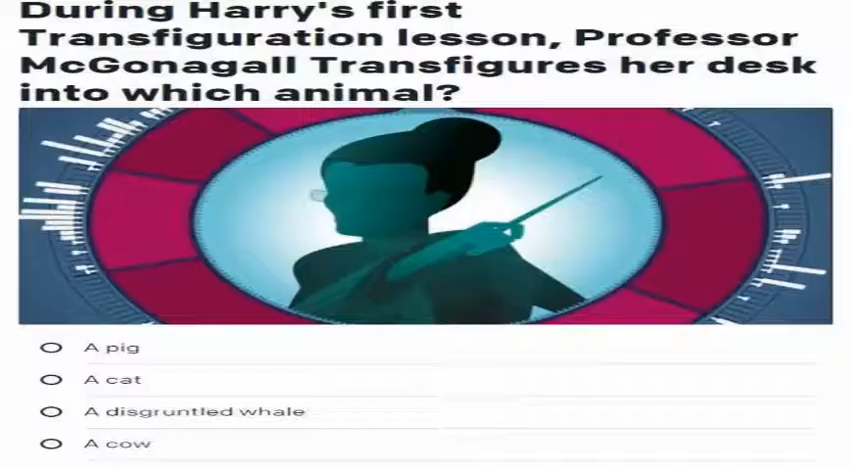 During Harry's first
Transfiguration lesson, Professor
McGonagall Transfigures her desk
into which animal?
A pig
A cat
A disgruntled whale
A cow